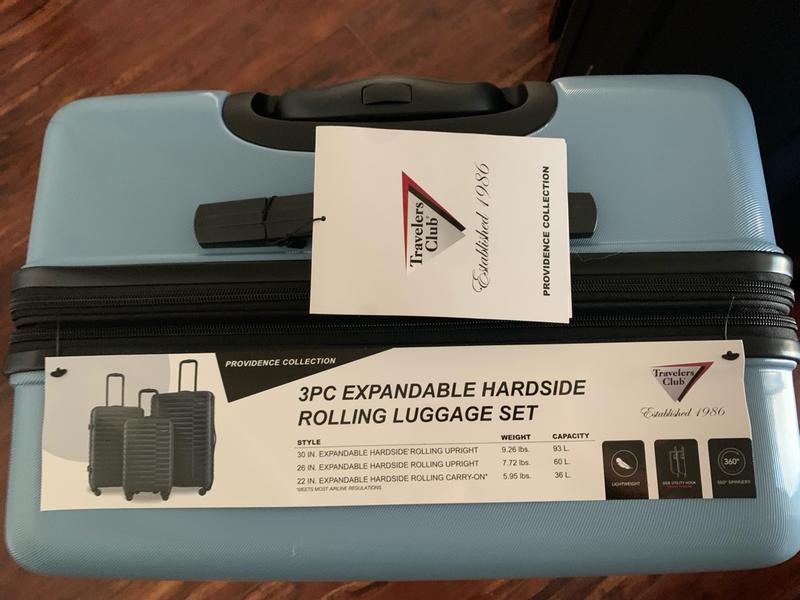 Travelers
Club®
Established 1986
PROVIDENCE COLLECTION
PROVIDENCE COLLECTION
3PC EXPANDABLE HARDSIDE
ROLLING LUGGAGE SET
STYLE WEIGHT CAPACITY
30 IN. EXPANDABLE HARDSIDE ROLLING UPRIGHT 9.26 lbs. 93 L.
26 IN. EXPANDABLE HARDSIDE ROLLING UPRIGHT 7.72 lbs. 60 L.
22 IN. EXPANDABLE HARDSIDE ROLLING CARRY-ON* 5.95 lbs. 36 L.
*MEETS MOST AIRLINE REGULATIONS
Travelers
Club®
Established 1986
LIGHTWEIGHT
SIDE UTILITY HOOK
360°
360° SPINNERS